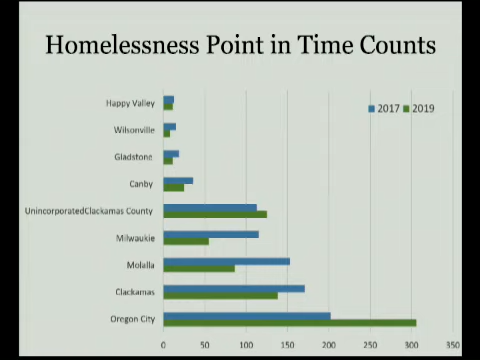 Homelessness Point in Time Counts
2017 2019
Happy Valley
Wilsonville
Gladstone
Canby
UnincorporatedClackamas County
Milwaukie
Molalla
Clackamas
Oregon City
0 50 100 150 200 250 300 350